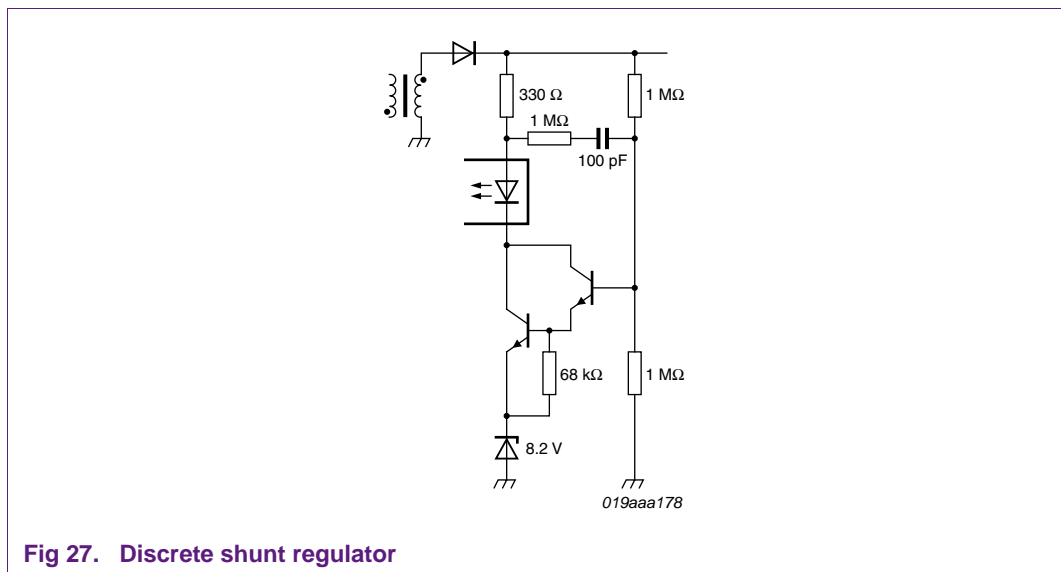 330 Ω
1 MΩ
1 MΩ
100 pF
68 kΩ
1 MΩ
8.2 V
019aaa178
Fig 27. Discrete shunt regulator